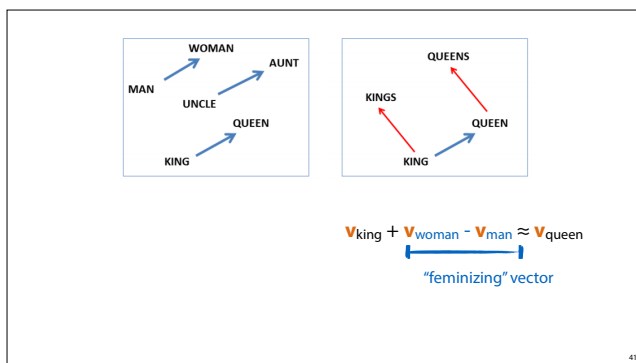 WOMAN
AUNT
MAN
UNCLE
QUEEN
KING
QUEENS
KINGS
QUEEN
KING
vking + vwoman - vman ≈ vqueen
“feminizing” vector
41